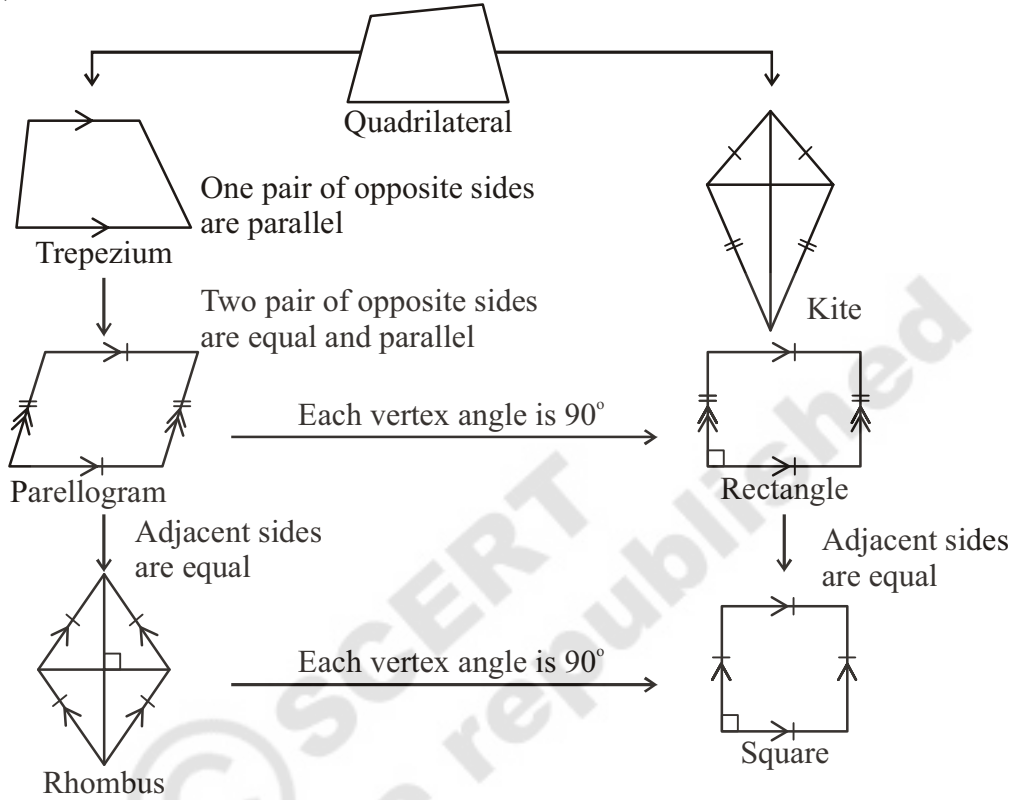 Quadrilateral
One pair of opposite sides
are parallel
Trepezium
Two pair of opposite sides
are equal and parallel
Kite
Each vertex angle is 90°
Parellogram
Rectangle
Adjacent sides
are equal
Adjacent sides
are equal
Each vertex angle is 90°
Rhombus
Square
©SCERT
republished